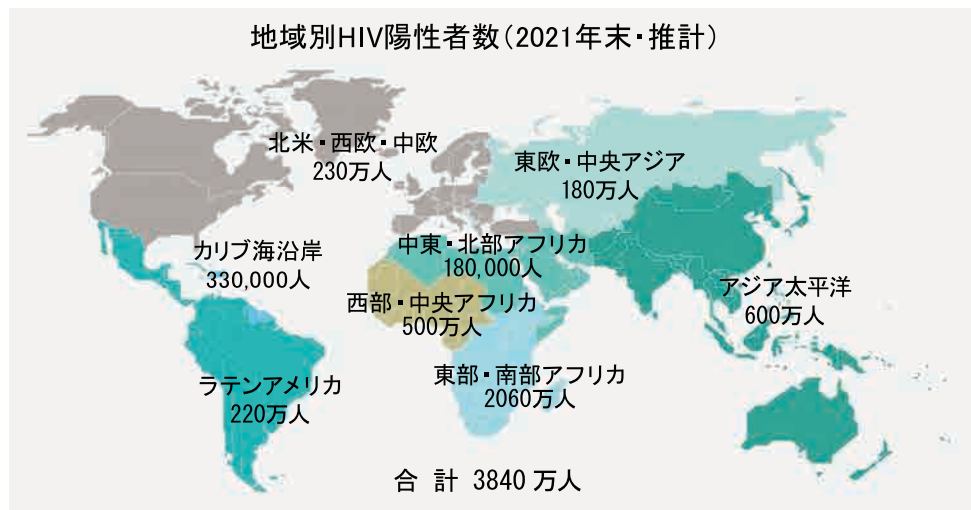 地域別HIV陽性者数（2021年末・推計）
北米・西欧・中欧
230万人
東欧・中央アジア
180万人
カリブ海沿岸
330,000人
中東・北部アフリカ
180,000人
西部・中央アフリカ
500万人
アジア太平洋
600万人
ラテンアメリカ
220万人
東部・南部アフリカ
2060万人
合 計 3840 万人